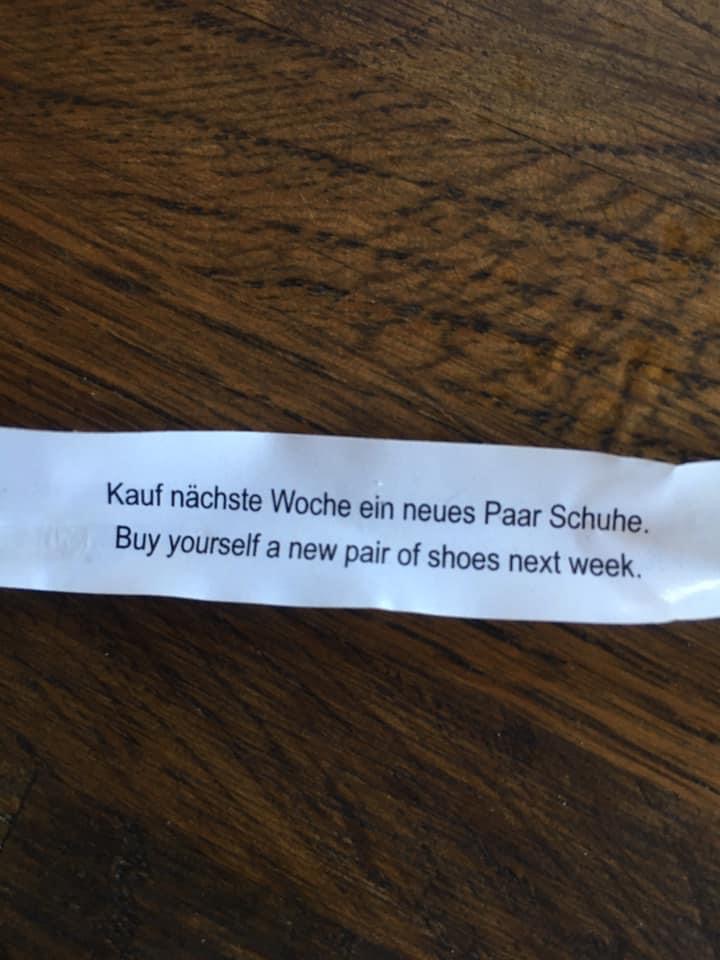 Kauf nächste Woche ein neues Paar Schuhe.
Buy yourself a new pair of shoes next week.